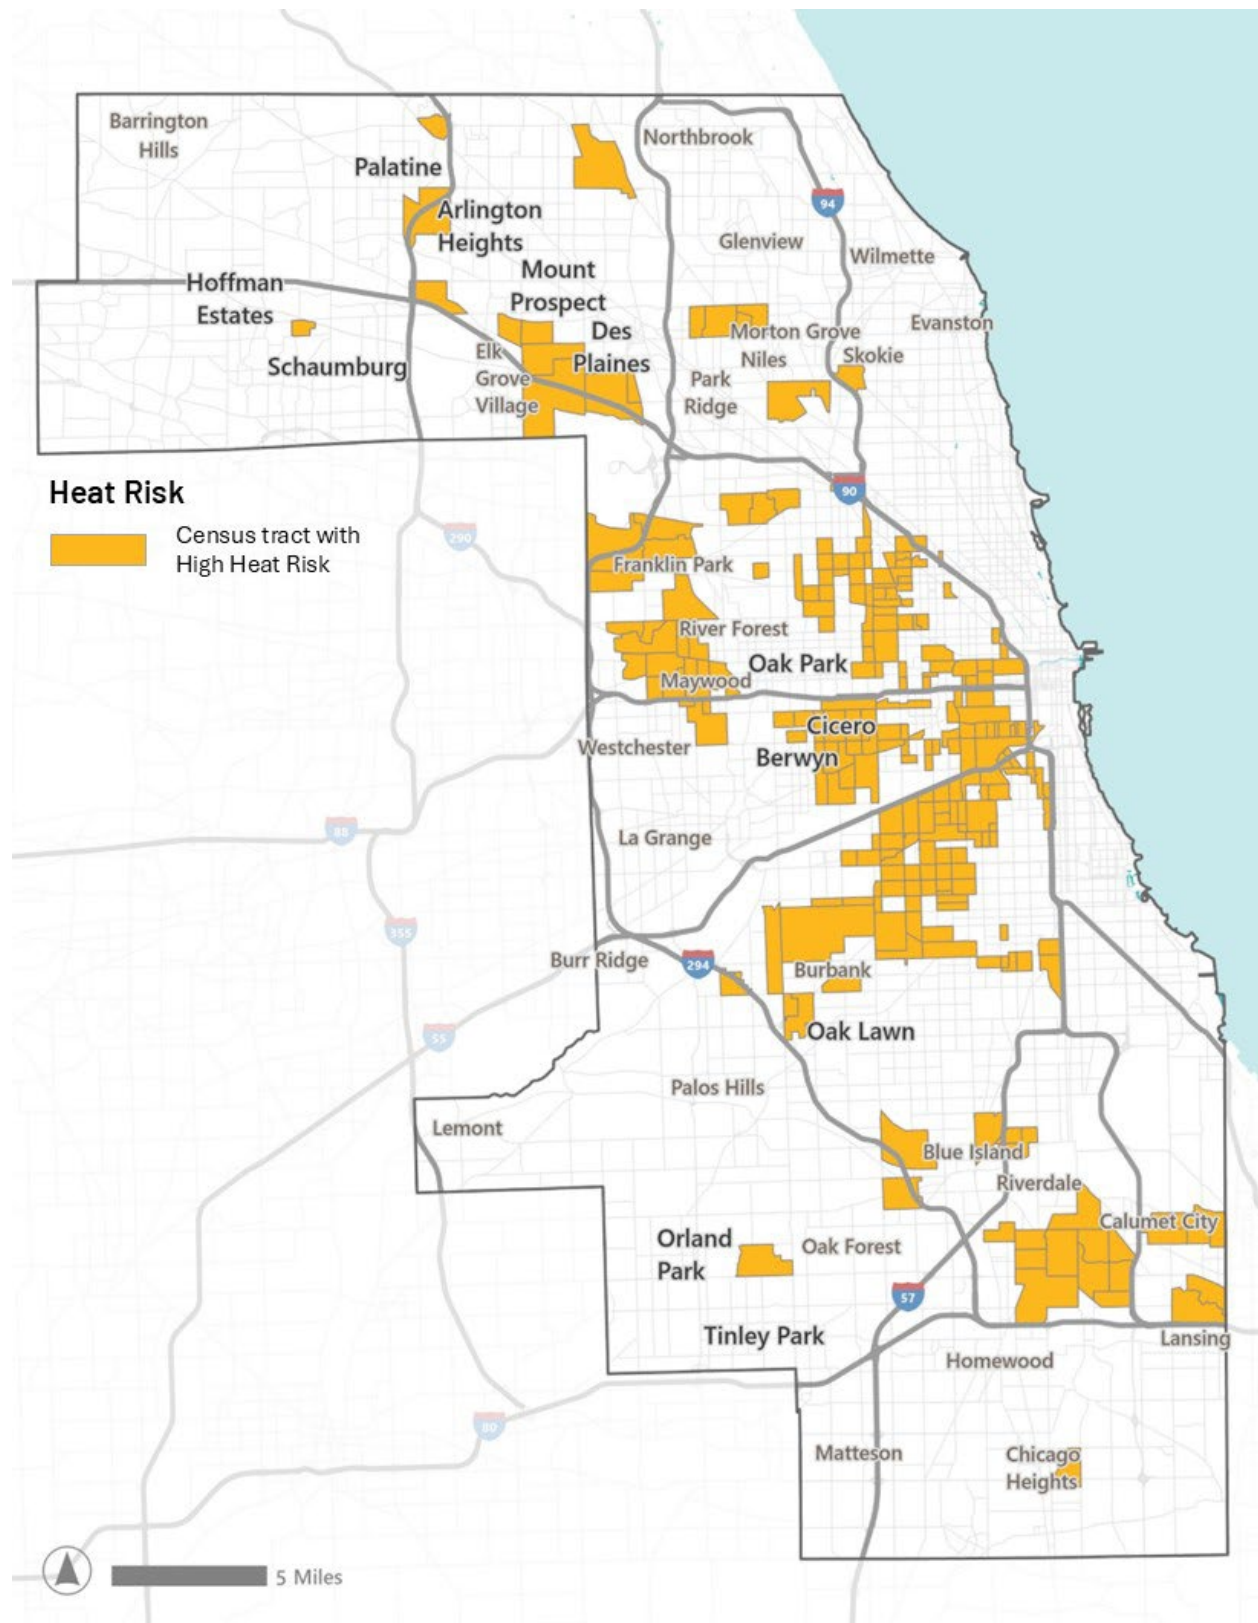 Barrington
Hills
Northbrook
Palatine
94
Arlington
Heights
Glenview
Wilmette
Mount
Prospect
Hoffman
Estates
Morton Grove
Evanston
Des
Plaines
Niles
Skokie
Elk
Grove
Village
Schaumburg
Park
Ridge
Heat Risk
90
Census tract with
High Heat Risk
290
Franklin Park
River Forest
Oak Park
Maywood
Cicero
Westchester
Berwyn
88
La Grange
355
Burr Ridge
294
Burbank
55
Oak Lawn
Palos Hills
Lemont
Blue Island
Riverdale
Calumet City
Orland
Park
Oak Forest
57
Tinley Park
Lansing
Homewood
80
Matteson
Chicago
Heights
5 Miles